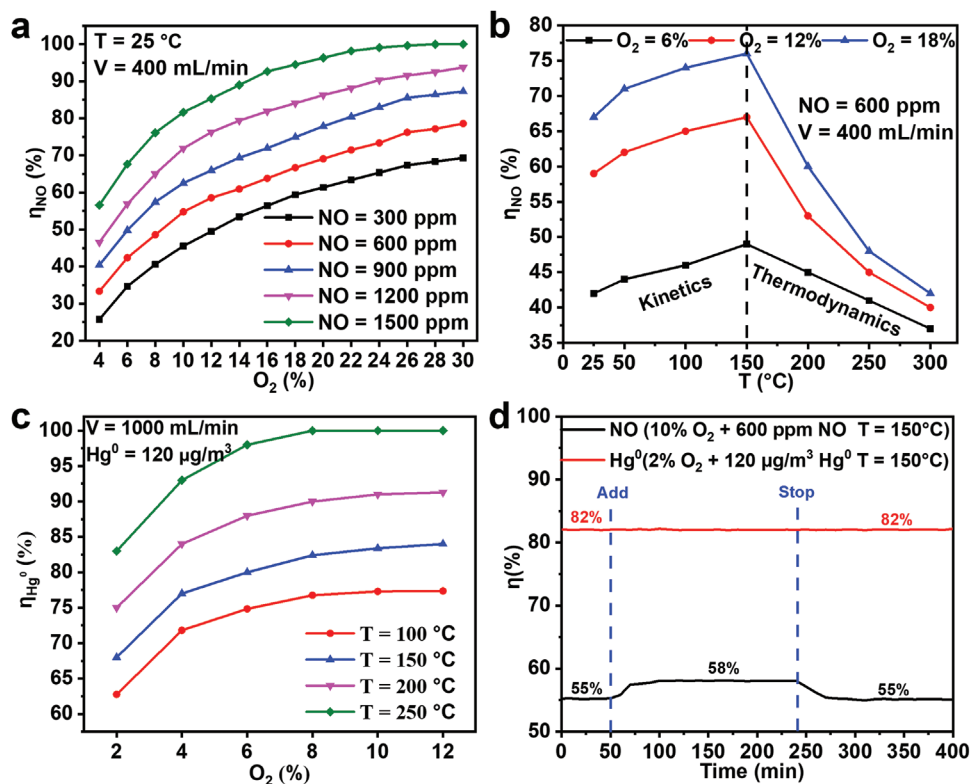 a
T = 25 °C
V = 400 mL/min
NO = 300 ppm
NO = 600 ppm
NO = 900 ppm
NO = 1200 ppm
NO = 1500 ppm
η_NO (%)
100
90
80
70
60
50
40
30
20
4 6 8 10 12 14 16 18 20 22 24 26 28 30
O₂ (%)
b
O₂ = 6% O₂ = 12% O₂ = 18%
NO = 600 ppm
V = 400 mL/min
Kinetics
Thermodynamics
η_NO (%)
80
75
70
65
60
55
50
45
40
35
0 25 50 100 150 200 250 300
T (°C)
c
V = 1000 mL/min
Hg⁰ = 120 μg/m³
T = 100 °C
T = 150 °C
T = 200 °C
T = 250 °C
η_Hg⁰ (%)
100
95
90
85
80
75
70
65
60
2 4 6 8 10 12
O₂ (%)
d
NO (10% O₂ + 600 ppm NO T = 150°C)
Hg⁰(2% O₂ + 120 μg/m³ Hg⁰ T = 150°C)
Add
Stop
82%
82%
55%
58%
55%
η(%)
100
90
80
70
60
50
0 50 100 150 200 250 300 350 400
Time (min)